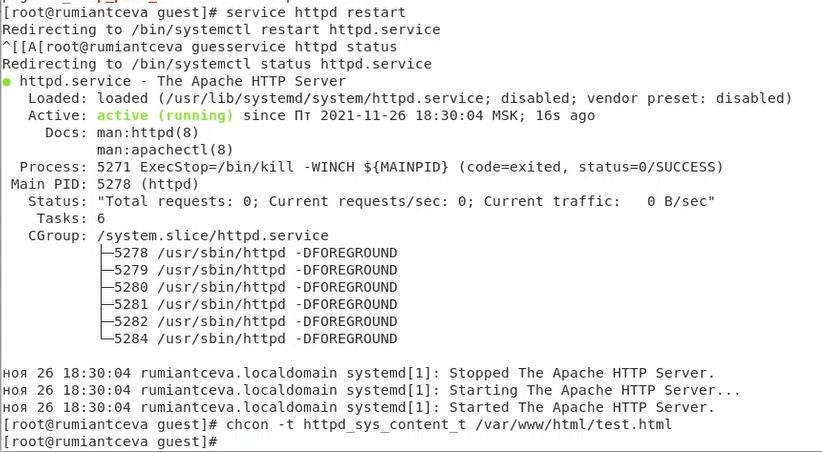 [root@rumiantceva guest]# service httpd restart
Redirecting to /bin/systemctl restart httpd.service
^[[A[root@rumiantceva guesservice httpd status
Redirecting to /bin/systemctl status httpd.service
● httpd.service - The Apache HTTP Server
   Loaded: loaded (/usr/lib/systemd/system/httpd.service; disabled; vendor preset: disabled)
   Active: active (running) since Пт 2021-11-26 18:30:04 MSK; 16s ago
     Docs: man:httpd(8)
           man:apachectl(8)
  Process: 5271 ExecStop=/bin/kill -WINCH ${MAINPID} (code=exited, status=0/SUCCESS)
 Main PID: 5278 (httpd)
   Status: "Total requests: 0; Current requests/sec: 0; Current traffic:   0 B/sec"
    Tasks: 6
   CGroup: /system.slice/httpd.service
           ├─5278 /usr/sbin/httpd -DFOREGROUND
           ├─5279 /usr/sbin/httpd -DFOREGROUND
           ├─5280 /usr/sbin/httpd -DFOREGROUND
           ├─5281 /usr/sbin/httpd -DFOREGROUND
           ├─5282 /usr/sbin/httpd -DFOREGROUND
           └─5284 /usr/sbin/httpd -DFOREGROUND

ноя 26 18:30:04 rumiantceva.localdomain systemd[1]: Stopped The Apache HTTP Server.
ноя 26 18:30:04 rumiantceva.localdomain systemd[1]: Starting The Apache HTTP Server...
ноя 26 18:30:04 rumiantceva.localdomain systemd[1]: Started The Apache HTTP Server.
[root@rumiantceva guest]# chcon -t httpd_sys_content_t /var/www/html/test.html
[root@rumiantceva guest]#